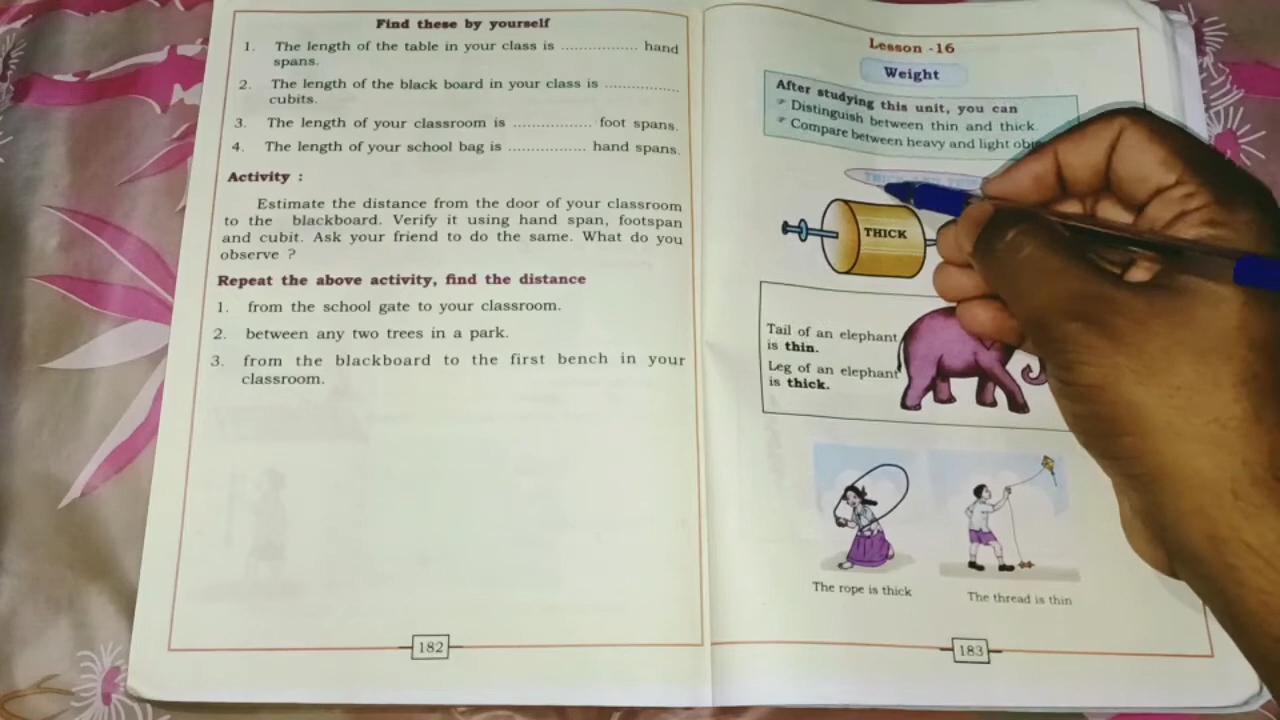 Find these by yourself
1. The length of the table in your class is ................ hand
spans.
2. The length of the black board in your class is ................
cubits.
3. The length of your classroom is ................ foot spans.
4. The length of your school bag is ................ hand spans.
Activity :
Estimate the distance from the door of your classroom
to the blackboard. Verify it using hand span, footspan
and cubit. Ask your friend to do the same. What do you
observe ?
Repeat the above activity, find the distance
1. from the school gate to your classroom.
2. between any two trees in a park.
3. from the blackboard to the first bench in your
classroom.
182
Lesson -16
Weight
After studying this unit, you can
Distinguish between thin and thick.
Compare between heavy and light
THICK
THICK
Tail of an elephant
is thin.
Leg of an elephant
is thick.
The rope is thick
The thread is thin
183